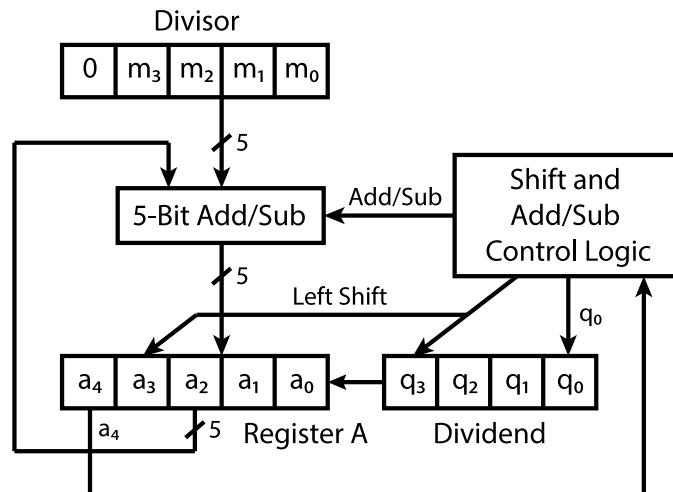 Divisor
0 m₃ m₂ m₁ m₀
5
5-Bit Add/Sub
Add/Sub
Shift and
Add/Sub
Control Logic
5
Left Shift
q₀
a₄ a₃ a₂ a₁ a₀
q₃ q₂ q₁ q₀
a₄
5
Register A
Dividend